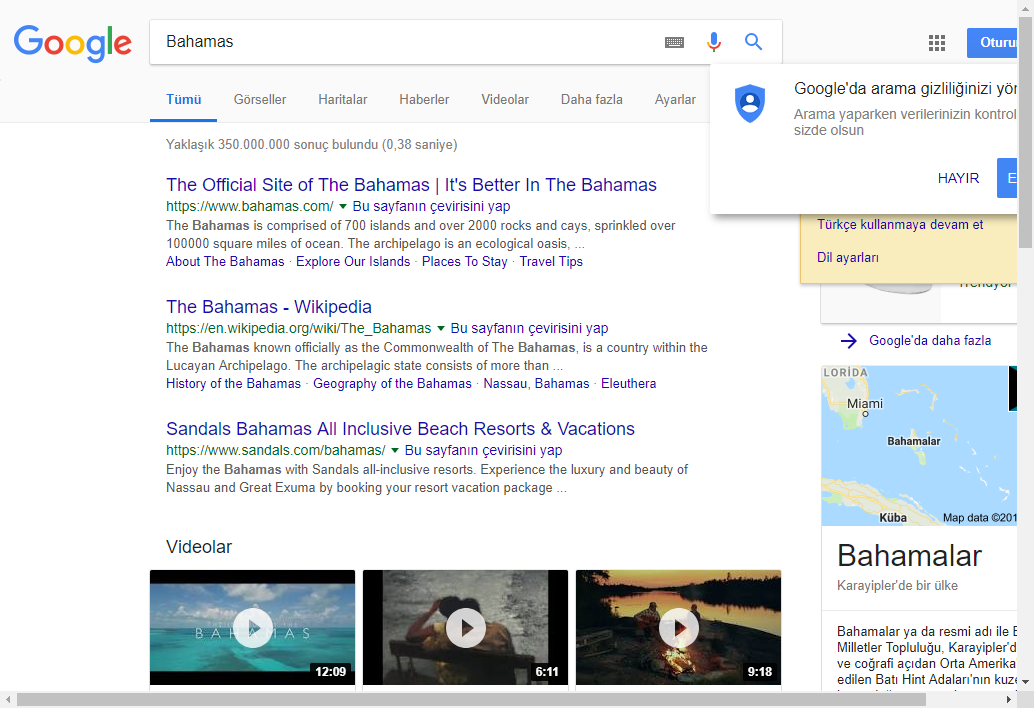 Google
Bahamas
Oturu
Tümü Görseller Haritalar Haberler Videolar Daha fazla Ayarlar
Google'da arama gizliliğinizi yön
Arama yaparken verilerinizin kontrol
sizde olsun
HAYIR E
Yaklaşık 350.000.000 sonuç bulundu (0,38 saniye)
The Official Site of The Bahamas | It's Better In The Bahamas
https://www.bahamas.com/ Bu sayfanın çevirisini yap
The Bahamas is comprised of 700 islands and over 2000 rocks and cays, sprinkled over
100000 square miles of ocean. The archipelago is an ecological oasis, ...
About The Bahamas · Explore Our Islands · Places To Stay · Travel Tips
The Bahamas - Wikipedia
https://en.wikipedia.org/wiki/The_Bahamas Bu sayfanın çevirisini yap
The Bahamas known officially as the Commonwealth of The Bahamas, is a country within the
Lucayan Archipelago. The archipelagic state consists of more than ...
History of the Bahamas · Geography of the Bahamas · Nassau, Bahamas · Eleuthera
Sandals Bahamas All Inclusive Beach Resorts & Vacations
https://www.sandals.com/bahamas/ Bu sayfanın çevirisini yap
Enjoy the Bahamas with Sandals all-inclusive resorts. Experience the luxury and beauty of
Nassau and Great Exuma by booking your resort vacation package ...
Videolar
BAHAMAS
12:09
6:11
9:18
Türkçe kullanmaya devam et
Dil ayarları
Trendyol
Google'da daha fazla
LORİDA
Miami
Bahamalar
Küba
Map data ©201
Bahamalar
Karayipler'de bir ülke
Bahamalar ya da resmi adı ile B
Milletler Topluluğu, Karayipler'd
ve coğrafi açıdan Orta Amerika
edilen Batı Hint Adaları'nın kuze